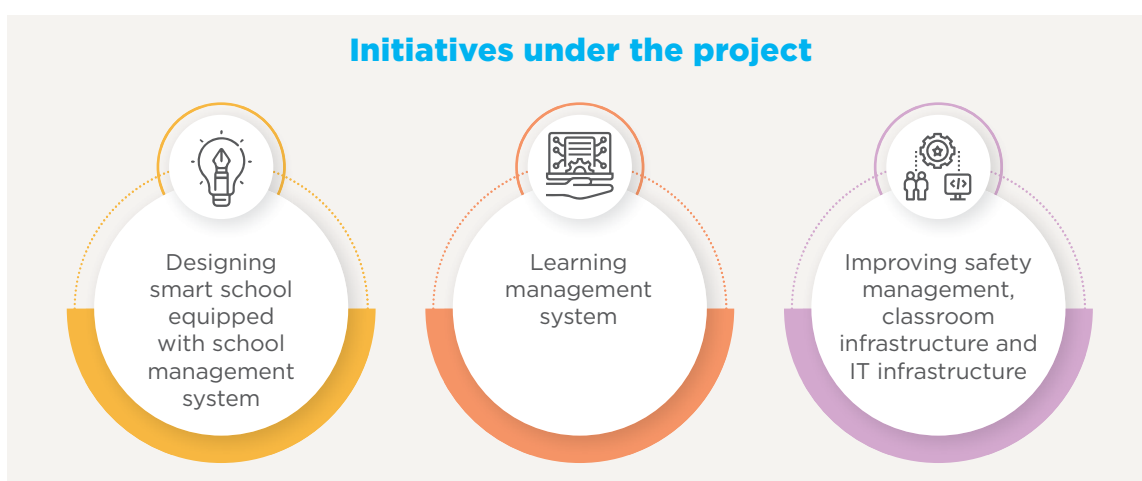 Initiatives under the project
Designing
smart school
equipped
with school
management
system
Learning
management
system
Improving safety
management,
classroom
infrastructure and
IT infrastructure